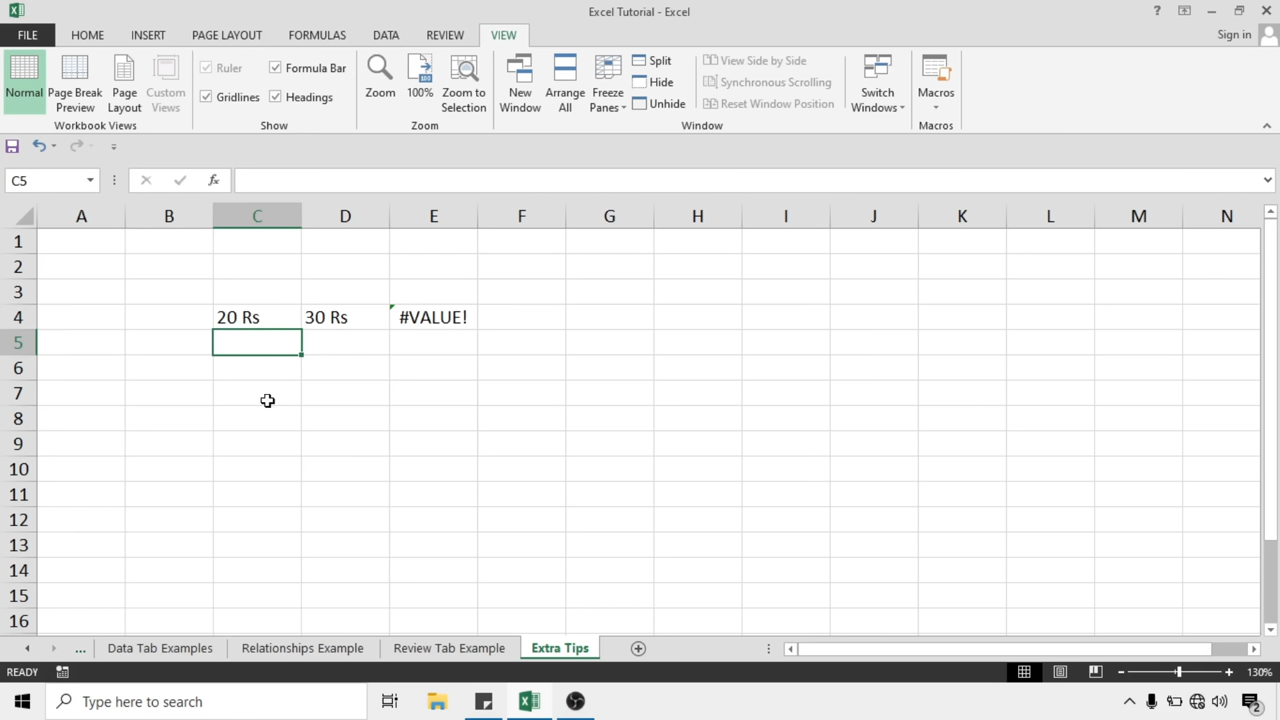 Excel Tutorial - Excel
?
FILE HOME INSERT PAGE LAYOUT FORMULAS DATA REVIEW VIEW Sign in
Normal
Page Break Preview
Page Layout
Custom Views
Workbook Views
Ruler
Formula Bar
Gridlines
Headings
Show
Zoom
100%
Zoom to Selection
Zoom
New Window
Arrange All
Freeze Panes
Split
Hide
Unhide
View Side by Side
Synchronous Scrolling
Reset Window Position
Window
Switch Windows
Macros
Macros
C5
fx
A B C D E F G H I J K L M N
1
2
3
4 20 Rs 30 Rs #VALUE!
5
6
7
8
9
10
11
12
13
14
15
16
... Data Tab Examples Relationships Example Review Tab Example Extra Tips
READY 130%
Type here to search 2